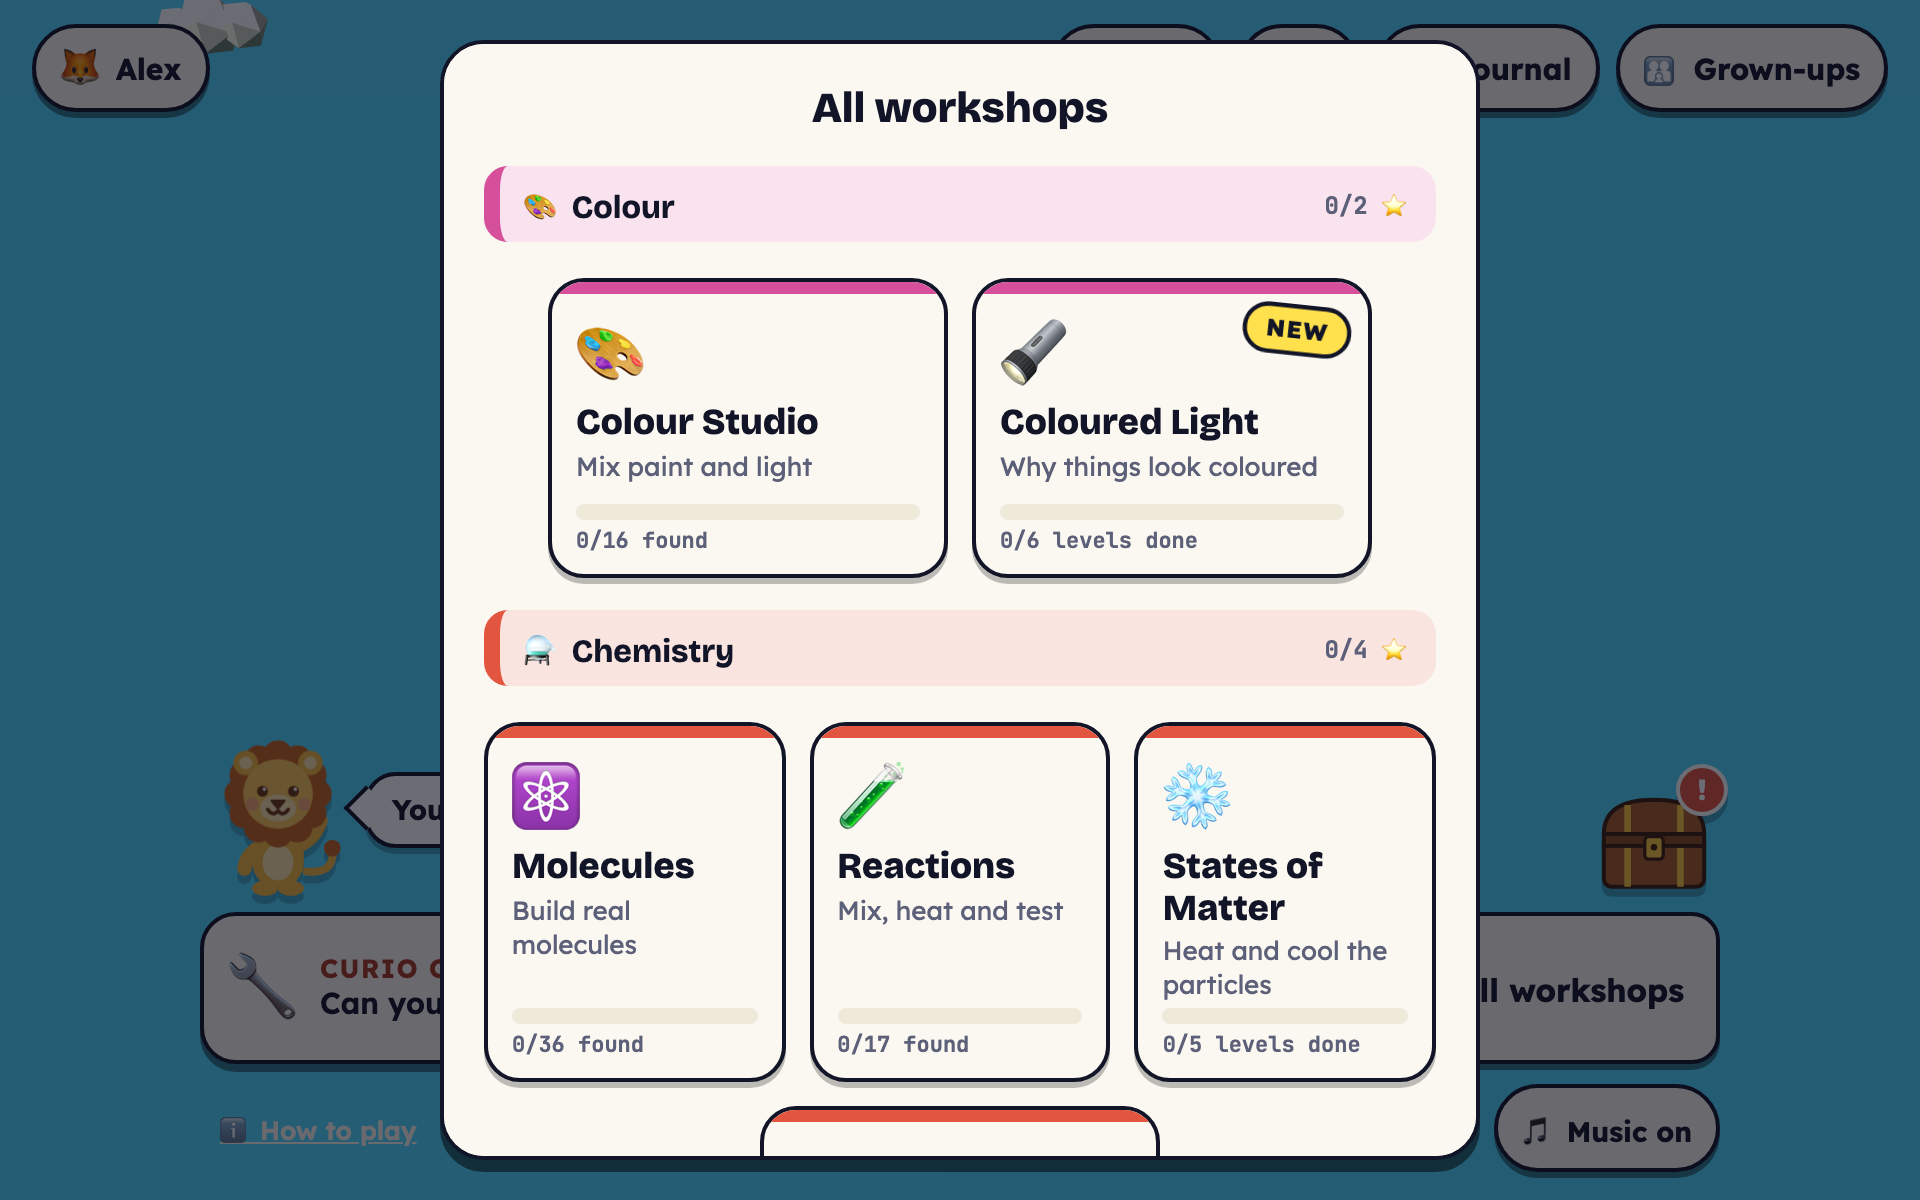 Alex
ournal
Grown-ups
All workshops
Colour
0/2
Colour Studio
Mix paint and light
0/16 found
NEW
Coloured Light
Why things look coloured
0/6 levels done
Chemistry
0/4
Molecules
Build real
molecules
0/36 found
Reactions
Mix, heat and test
0/17 found
States of
Matter
Heat and cool the
particles
0/5 levels done
You
!
CURIO
Can you
ll workshops
How to play
Music on